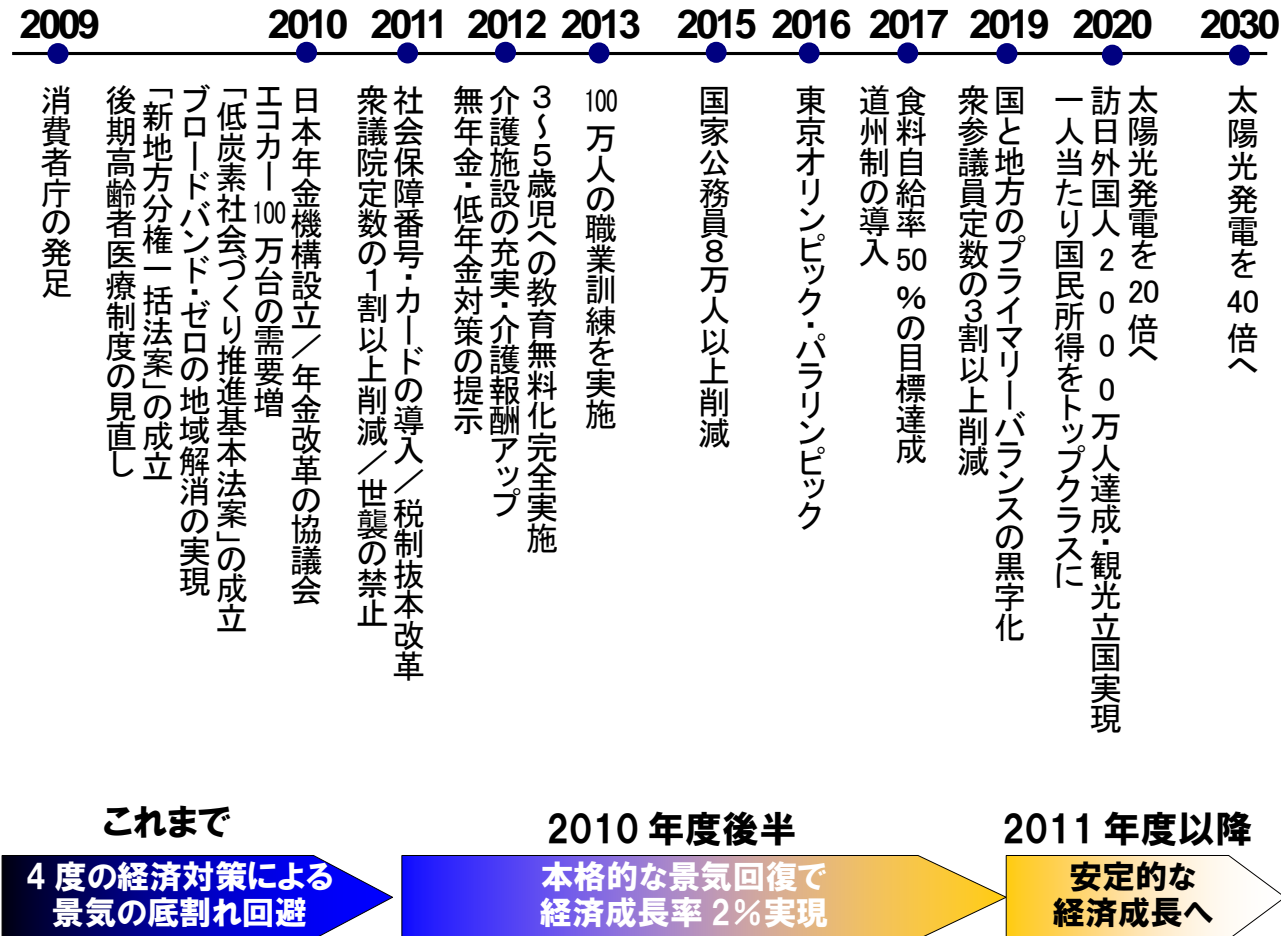 2009 2010 2011 2012 2013 2015 2016 2017 2019 2020 2030
消費者庁の発足
日本年金機構設立／年金改革の協議会
エコカー100万台の需要増
「低炭素社会づくり推進基本法案」の成立
ブロードバンド・ゼロの地域解消の実現
「新地方分権一括法案」の成立
後期高齢者医療制度の見直し
社会保障番号・カードの導入／税制抜本改革
衆議院定数の１割以上削減／世襲の禁止
３～５歳児への教育無料化完全実施
介護施設の充実・介護報酬アップ
無年金・低年金対策の提示
100万人の職業訓練を実施
国家公務員８万人以上削減
東京オリンピック・パラリンピック
食料自給率50％の目標達成
道州制の導入
国と地方のプライマリーバランスの黒字化
衆参議員定数の３割以上削減
太陽光発電を20倍へ
訪日外国人２０００万人達成・観光立国実現
一人当たり国民所得をトップクラスに
太陽光発電を40倍へ
これまで
4度の経済対策による
景気の底割れ回避
2010年度後半
本格的な景気回復で
経済成長率2％実現
2011年度以降
安定的な
経済成長へ